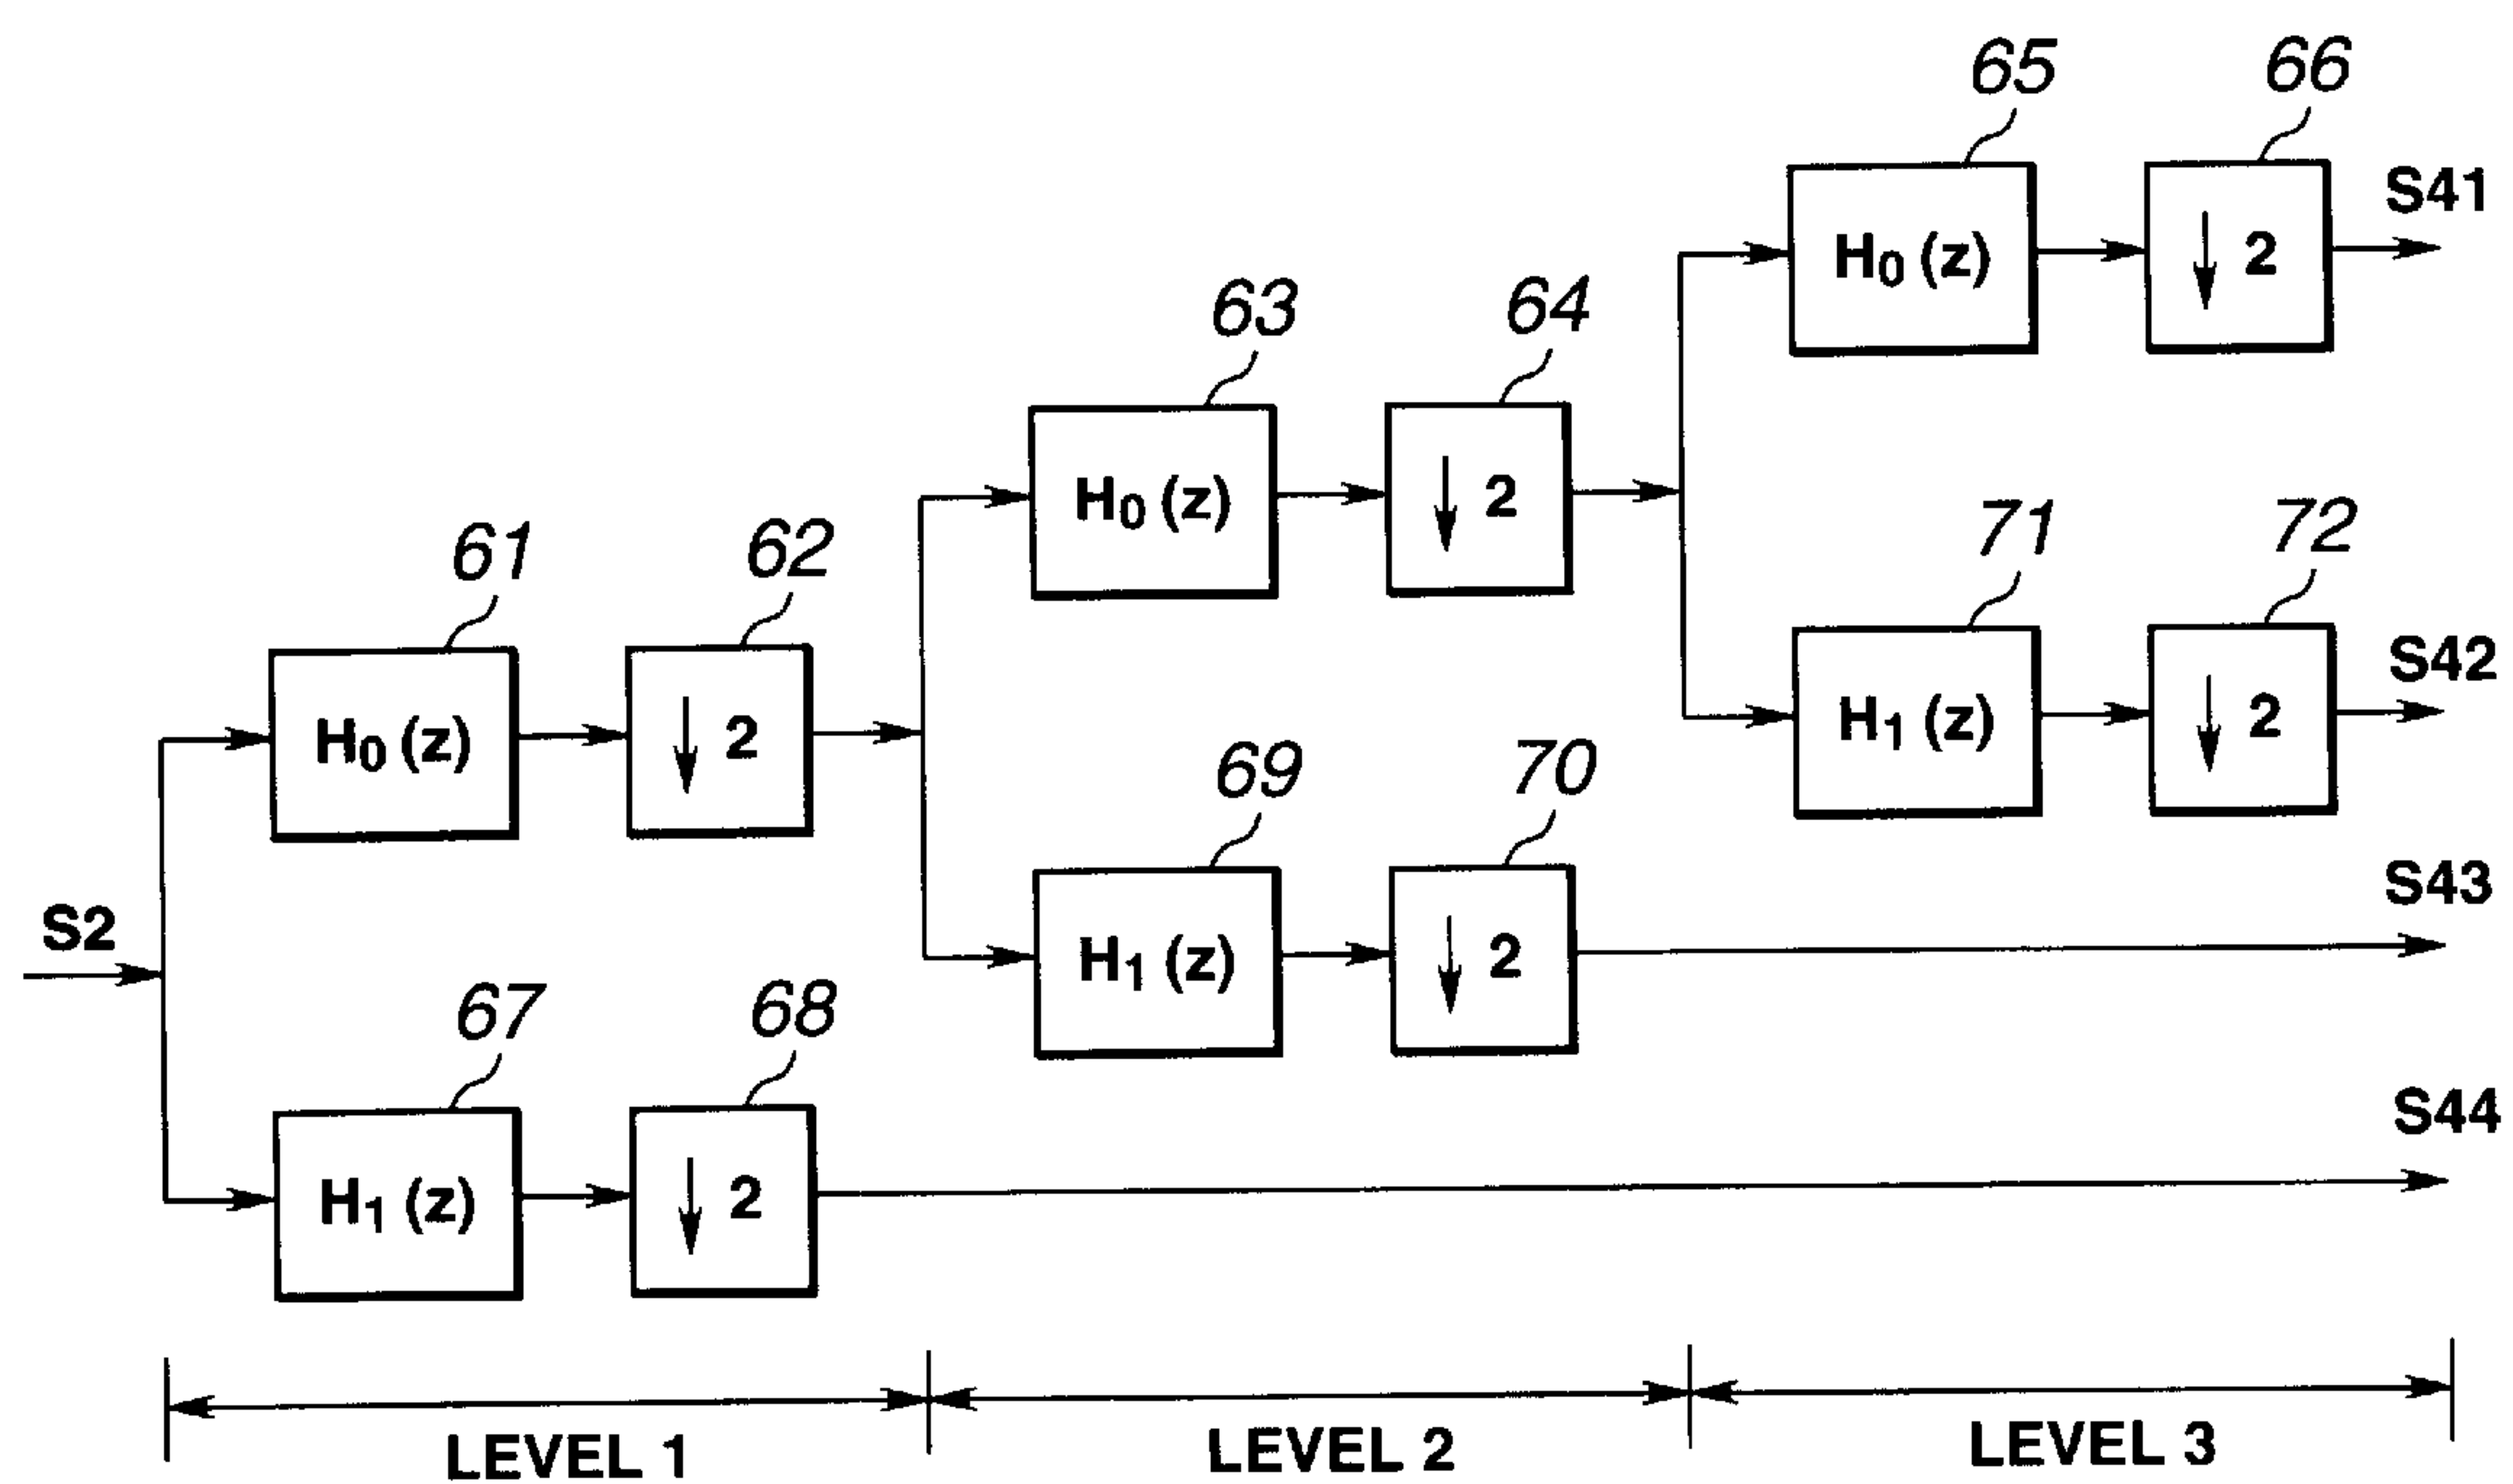 65 66
S41
H0 (z) ↓ 2
63 64
H0 (z) ↓ 2
71 72
S42
H1 (z) ↓ 2
61 62
H0 (z) ↓ 2
69 70
S43
H1 (z) ↓ 2
S2
67 68
S44
H1 (z) ↓ 2
LEVEL 1 LEVEL 2 LEVEL 3